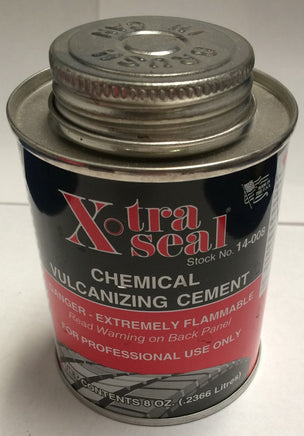 X•tra
seal®
Stock No. 14-008
CHEMICAL
VULCANIZING CEMENT
DANGER - EXTREMELY FLAMMABLE
Read Warning on Back Panel
FOR PROFESSIONAL USE ONLY
CONTENTS 8 OZ. (.2366 Litres)